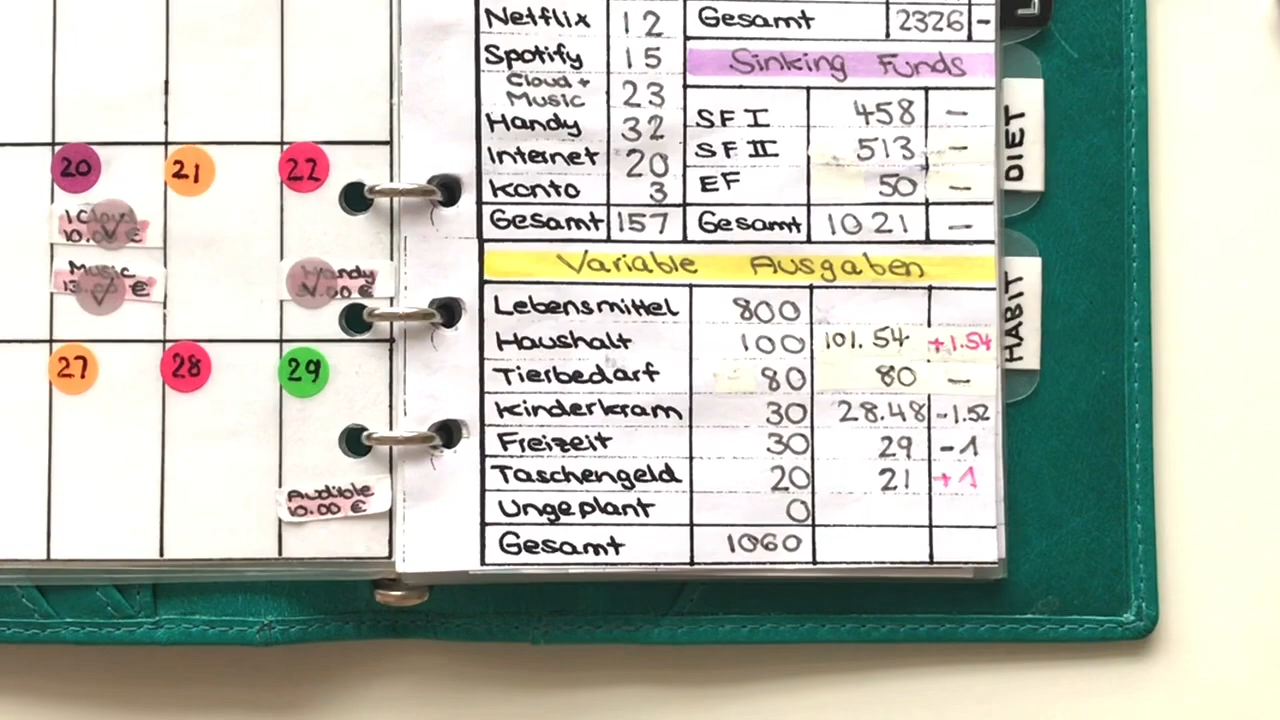 20
21
22
10.
Music
€
Handy
.00 €
27
28
29
Audible
10.00 €
Netflix 12
Spotify 15
Cloud +
Music 23
Handy 32
Internet 20
Konto 3
Gesamt 157
Gesamt 2326 -
Sinking Funds
SF I 458 -
SF II 513 -
EF 50 -
Gesamt 1021 -
Variable Ausgaben
Lebensmittel 800
Haushalt 100 101.54 +1.54
Tierbedarf 80 80 -
Kinderkram 30 28.48 -1.52
Freizeit 30 29 -1
Taschengeld 20 21 +1
Ungeplant 0
Gesamt 1060
DIET
HABIT